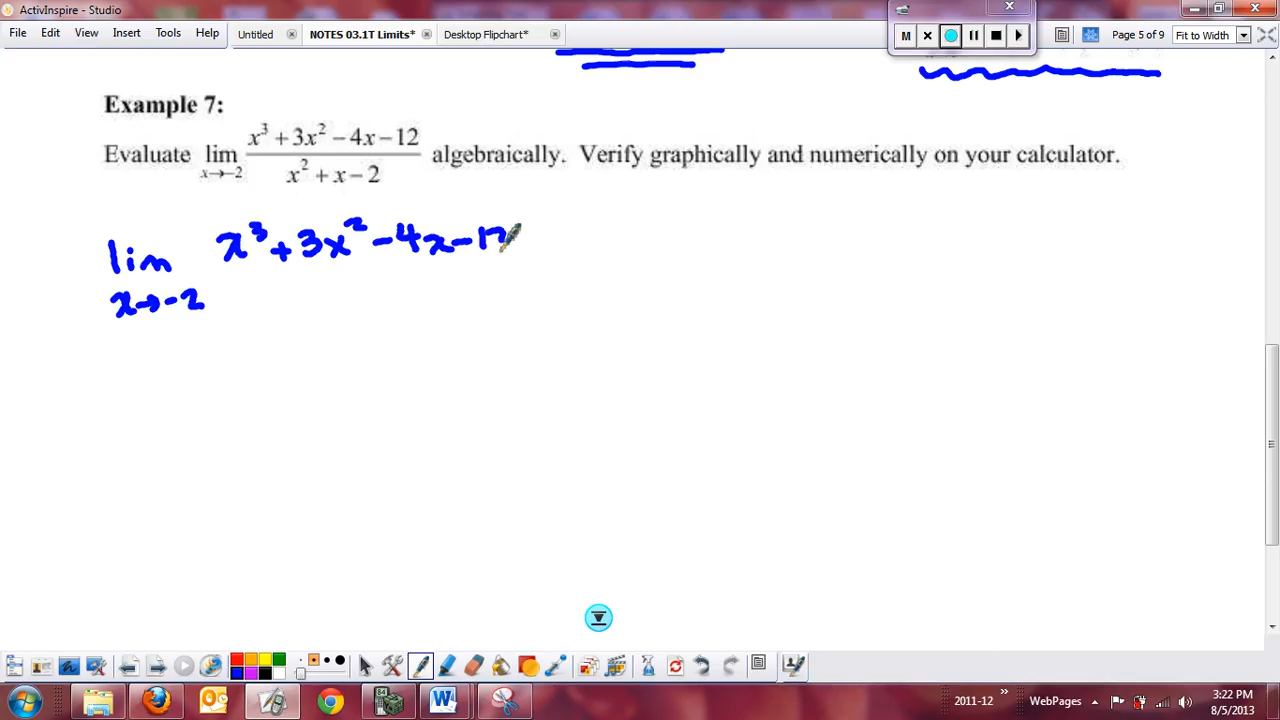 ActivInspire - Studio
File Edit View Insert Tools Help Untitled NOTES 03.1T Limits* Desktop Flipchart* M Page 5 of 9 Fit to Width
Example 7:
Evaluate lim x→-2 (x³ + 3x² - 4x - 12)/(x² + x - 2) algebraically. Verify graphically and numerically on your calculator.
lim x³ + 3x² - 4x - 12
x→-2
2011-12 » WebPages 3:22 PM
8/5/2013